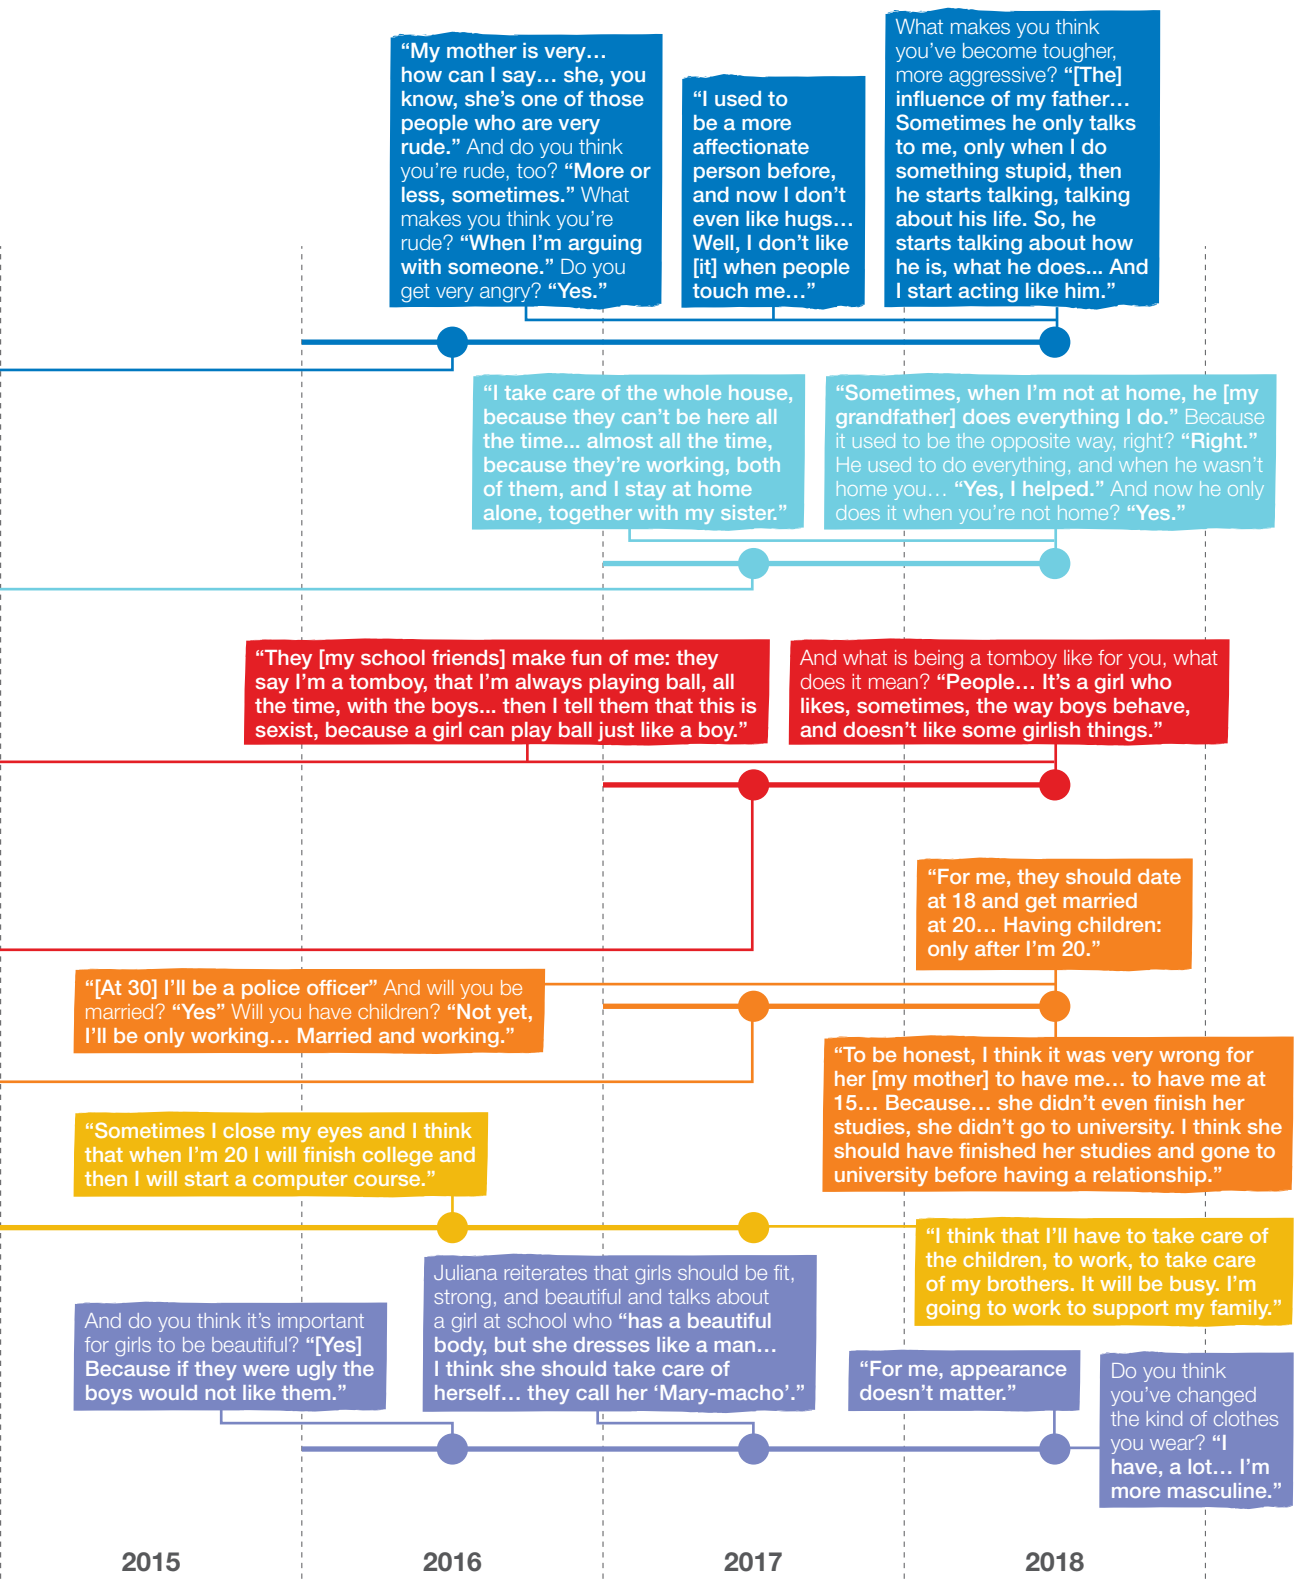 “My mother is very…
how can I say… she, you
know, she’s one of those
people who are very
rude.” And do you think
you’re rude, too? “More or
less, sometimes.” What
makes you think you’re
rude? “When I’m arguing
with someone.” Do you
get very angry? “Yes.”
“I used to
be a more
affectionate
person before,
and now I don’t
even like hugs…
Well, I don’t like
[it] when people
touch me…”
What makes you think
you’ve become tougher,
more aggressive? “[The]
influence of my father…
Sometimes he only talks
to me, only when I do
something stupid, then
he starts talking, talking
about his life. So, he
starts talking about how
he is, what he does... And
I start acting like him.”
“I take care of the whole house,
because they can’t be here all
the time... almost all the time,
because they’re working, both
of them, and I stay at home
alone, together with my sister.”
“Sometimes, when I’m not at home, he [my
grandfather] does everything I do.” Because
it used to be the opposite way, right? “Right.”
He used to do everything, and when he wasn’t
home you… “Yes, I helped.” And now he only
does it when you’re not home? “Yes.”
“They [my school friends] make fun of me: they
say I’m a tomboy, that I’m always playing ball, all
the time, with the boys... then I tell them that this is
sexist, because a girl can play ball just like a boy.”
And what is being a tomboy like for you, what
does it mean? “People… It’s a girl who
likes, sometimes, the way boys behave,
and doesn’t like some girlish things.”
“For me, they should date
at 18 and get married
at 20… Having children:
only after I’m 20.”
“[At 30] I’ll be a police officer” And will you be
married? “Yes” Will you have children? “Not yet,
I’ll be only working… Married and working.”
“To be honest, I think it was very wrong for
her [my mother] to have me… to have me at
15… Because… she didn’t even finish her
studies, she didn’t go to university. I think she
should have finished her studies and gone to
university before having a relationship.”
“Sometimes I close my eyes and I think
that when I’m 20 I will finish college and
then I will start a computer course.”
“I think that I’ll have to take care of
the children, to work, to take care
of my brothers. It will be busy. I’m
going to work to support my family.”
And do you think it’s important
for girls to be beautiful? “[Yes]
Because if they were ugly the
boys would not like them.”
Juliana reiterates that girls should be fit,
strong, and beautiful and talks about
a girl at school who “has a beautiful
body, but she dresses like a man…
I think she should take care of
herself… they call her ‘Mary-macho’.”
“For me, appearance
doesn’t matter.”
Do you think
you’ve changed
the kind of clothes
you wear? “I
have, a lot… I’m
more masculine.”
2015
2016
2017
2018